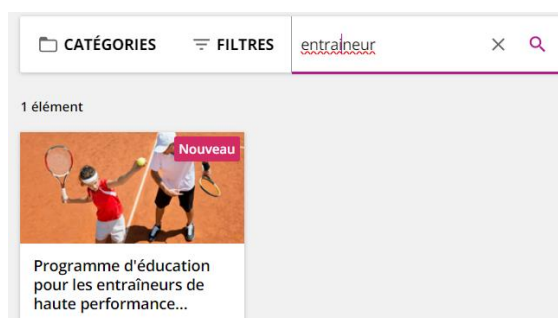 CATÉGORIES FILTRES entraineur
1 élément
Nouveau
Programme d'éducation
pour les entraîneurs de
haute performance...